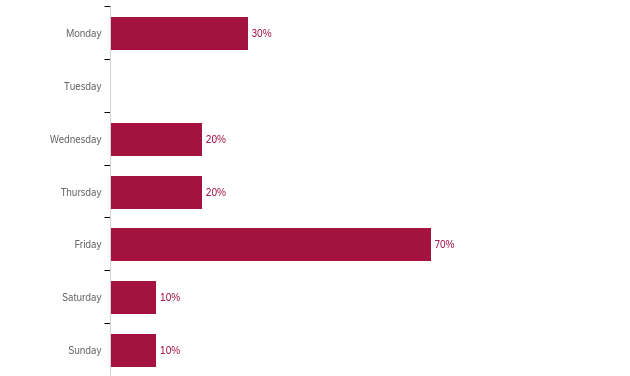 Monday 30%
Tuesday
Wednesday 20%
Thursday 20%
Friday 70%
Saturday 10%
Sunday 10%